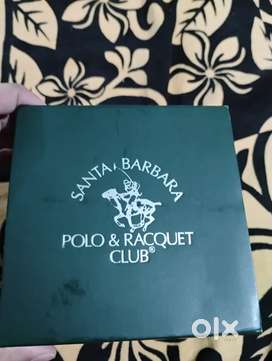 SANTA BARBARA
POLO & RACQUET
CLUB®
olx